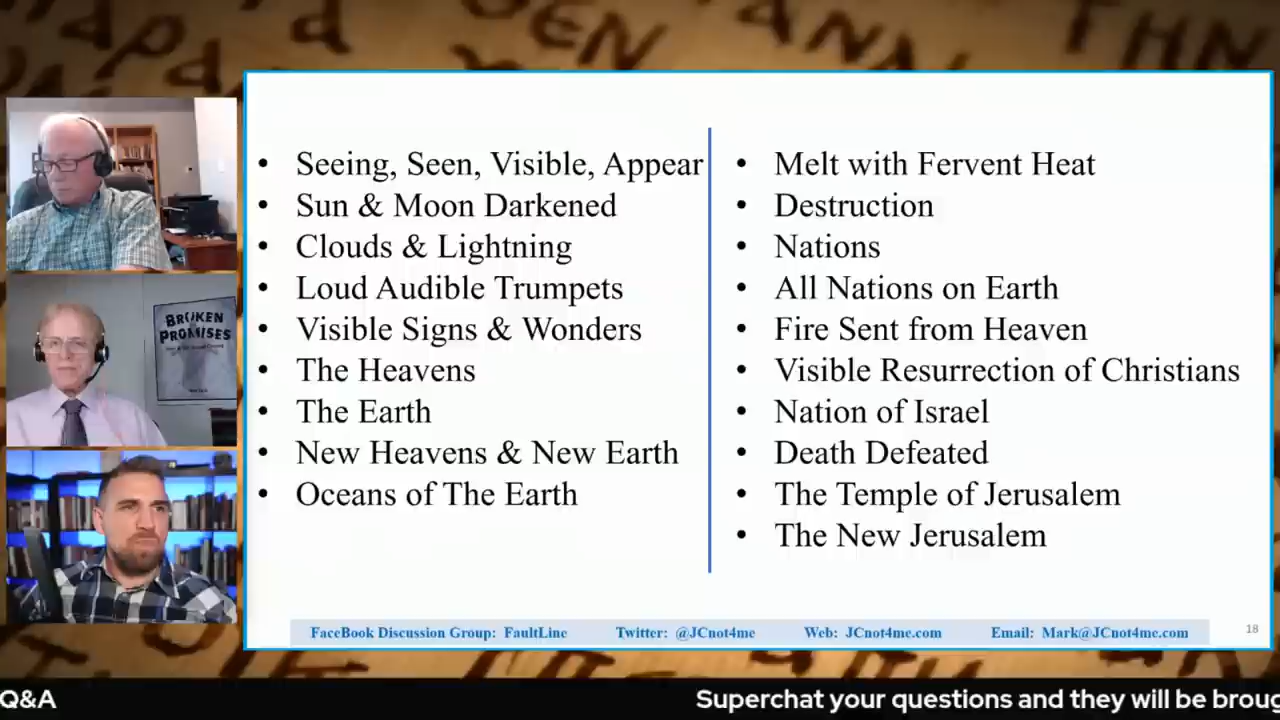 Seeing, Seen, Visible, Appear
Sun & Moon Darkened
Clouds & Lightning
Loud Audible Trumpets
Visible Signs & Wonders
The Heavens
The Earth
New Heavens & New Earth
Oceans of The Earth
Melt with Fervent Heat
Destruction
Nations
All Nations on Earth
Fire Sent from Heaven
Visible Resurrection of Christians
Nation of Israel
Death Defeated
The Temple of Jerusalem
The New Jerusalem
FaceBook Discussion Group: FaultLine Twitter: @JCnot4me Web: JCnot4me.com Email: Mark@JCnot4me.com
18
BROKEN
PROMISES
Q&A Superchat your questions and they will be broug